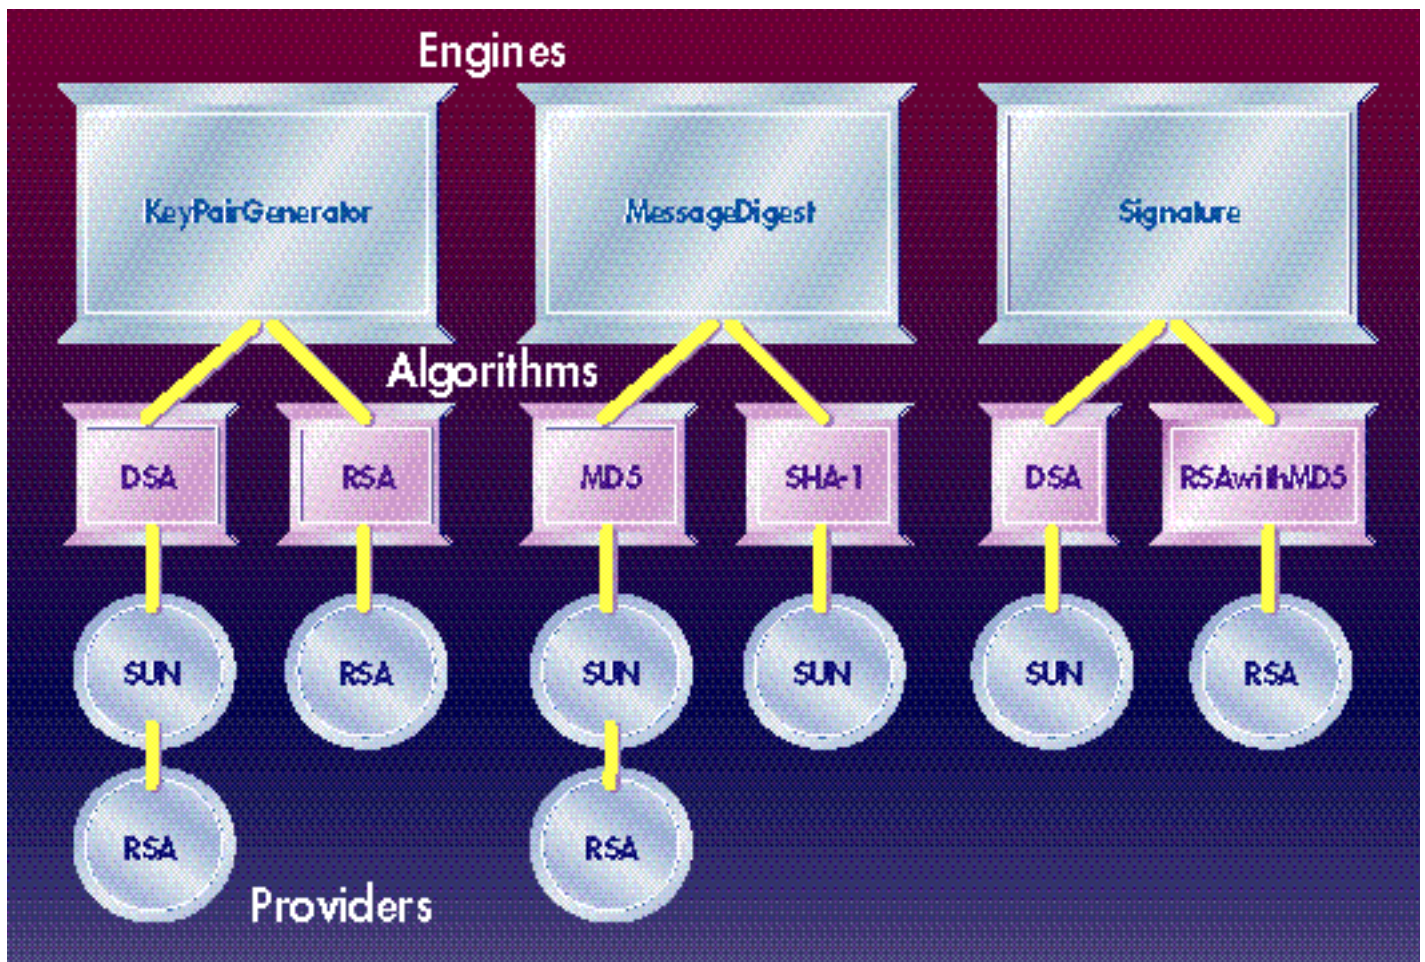 Engines
KeyPairGenerator MessageDigest Signature
Algorithms
DSA RSA MD5 SHA-1 DSA RSAwithMD5
SUN RSA SUN SUN SUN RSA
RSA RSA
Providers